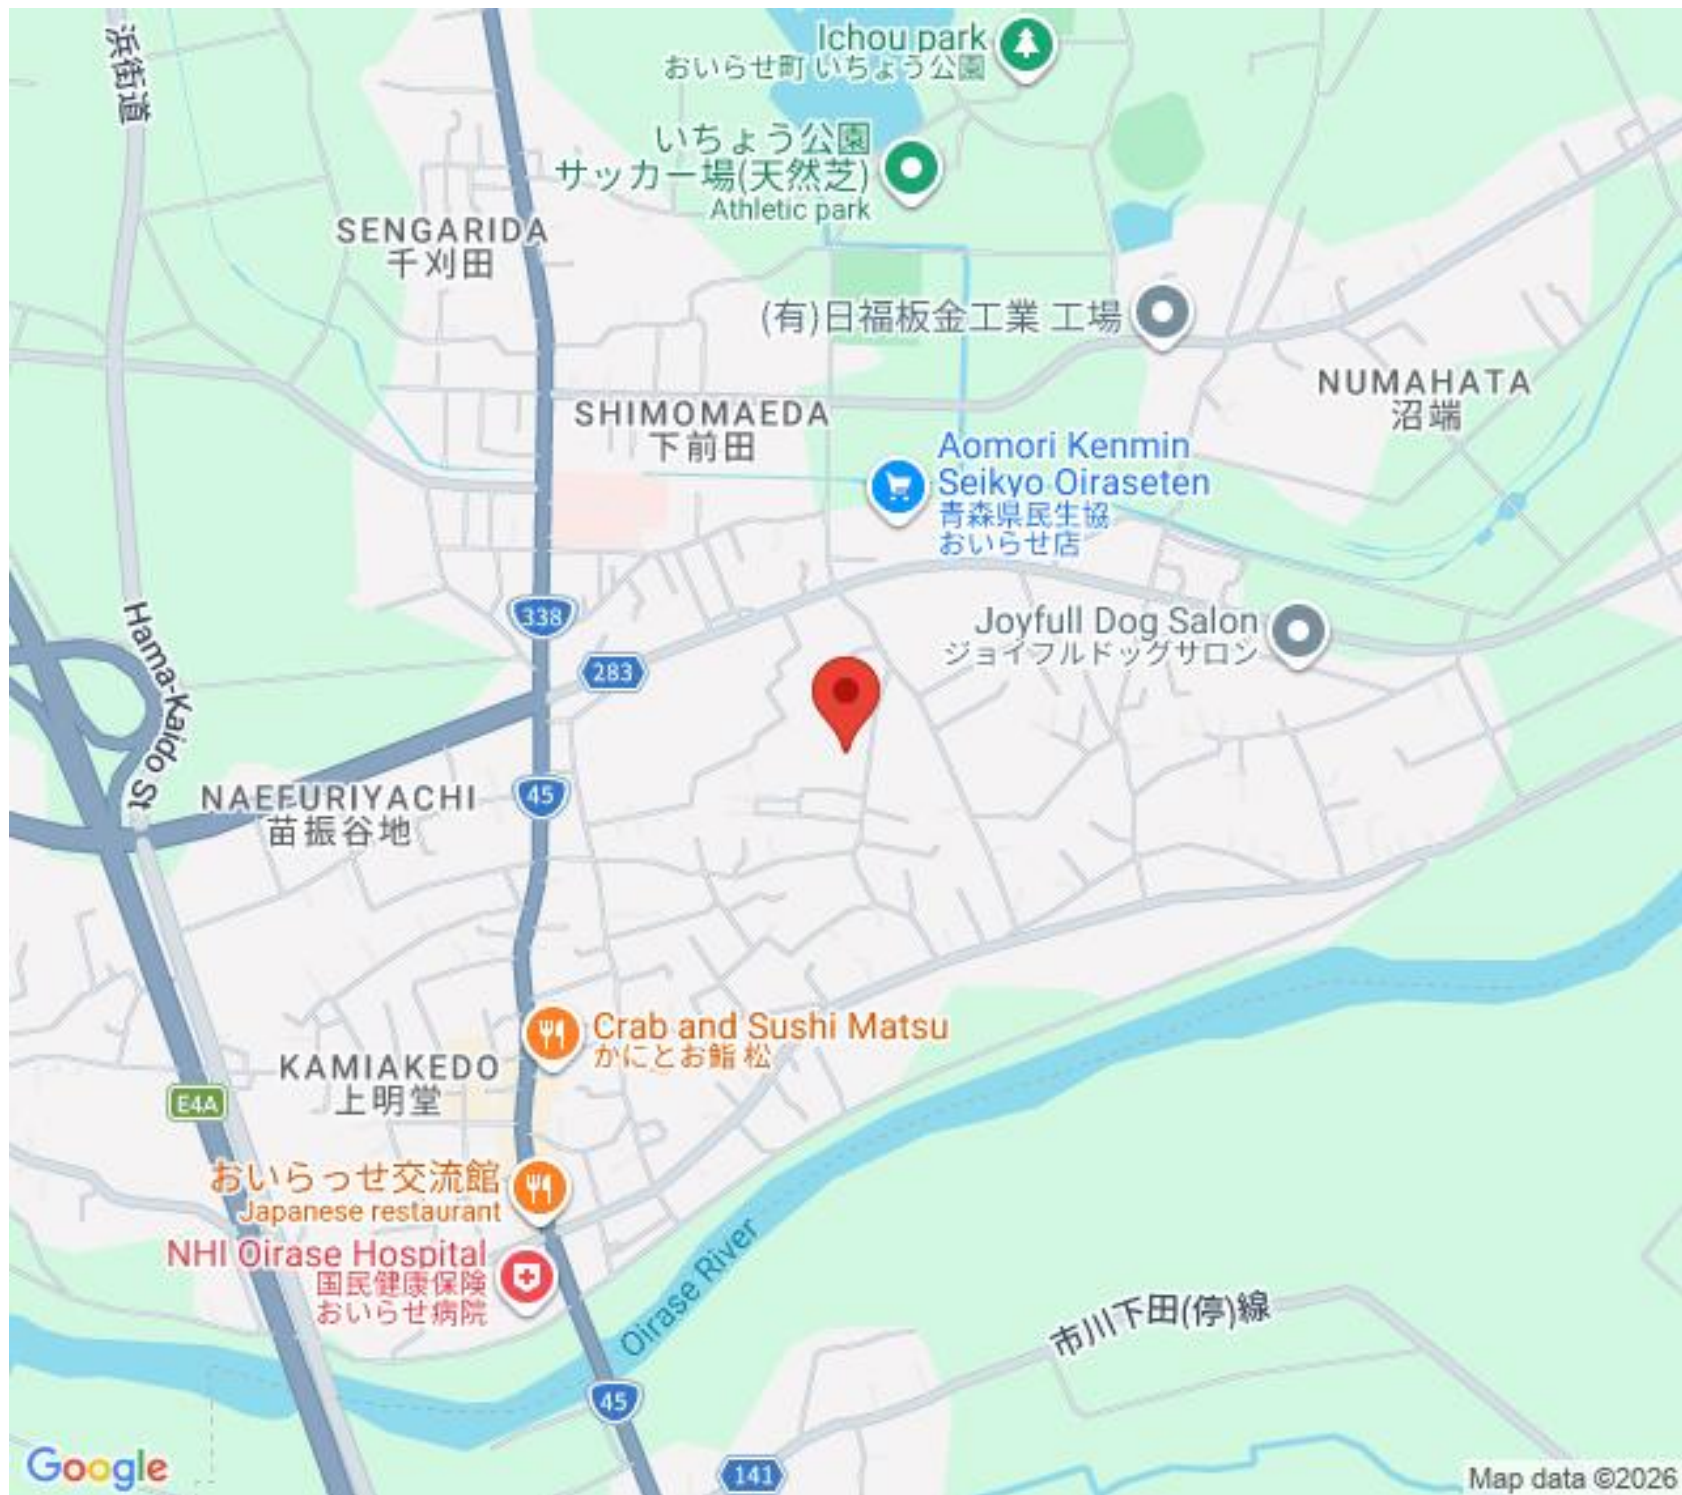 浜街道
Ichou park
おいらせ町 いちょう公園
いちょう公園
サッカー場(天然芝)
Athletic park
SENGARIDA
千刈田
(有)日福板金工業 工場
NUMAHATA
沼端
SHIMOMAEDA
下前田
Aomori Kenmin
Seikyo Oiraseten
青森県民生協
おいらせ店
338
Joyfull Dog Salon
ジョイフルドッグサロン
283
Hama-Kaido St
45
NAEFURIYACHI
苗振谷地
Crab and Sushi Matsu
かにとお鮨 松
KAMIAKEDO
上明堂
E4A
おいらっせ交流館
Japanese restaurant
NHI Oirase Hospital
国民健康保険
おいらせ病院
Oirase River
市川下田(停)線
45
141
Google
Map data ©2026